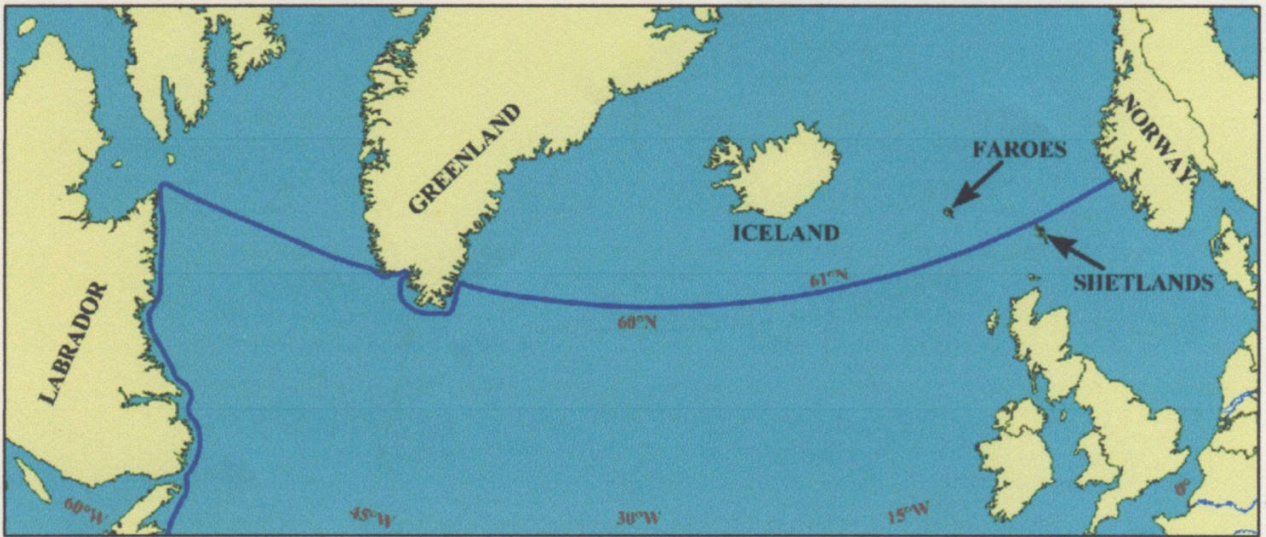 GREENLAND
NORWAY
FAROES
ICELAND
SHETLANDS
61°N
60°N
LABRADOR
60°W
45°W
30°W
15°W
0°